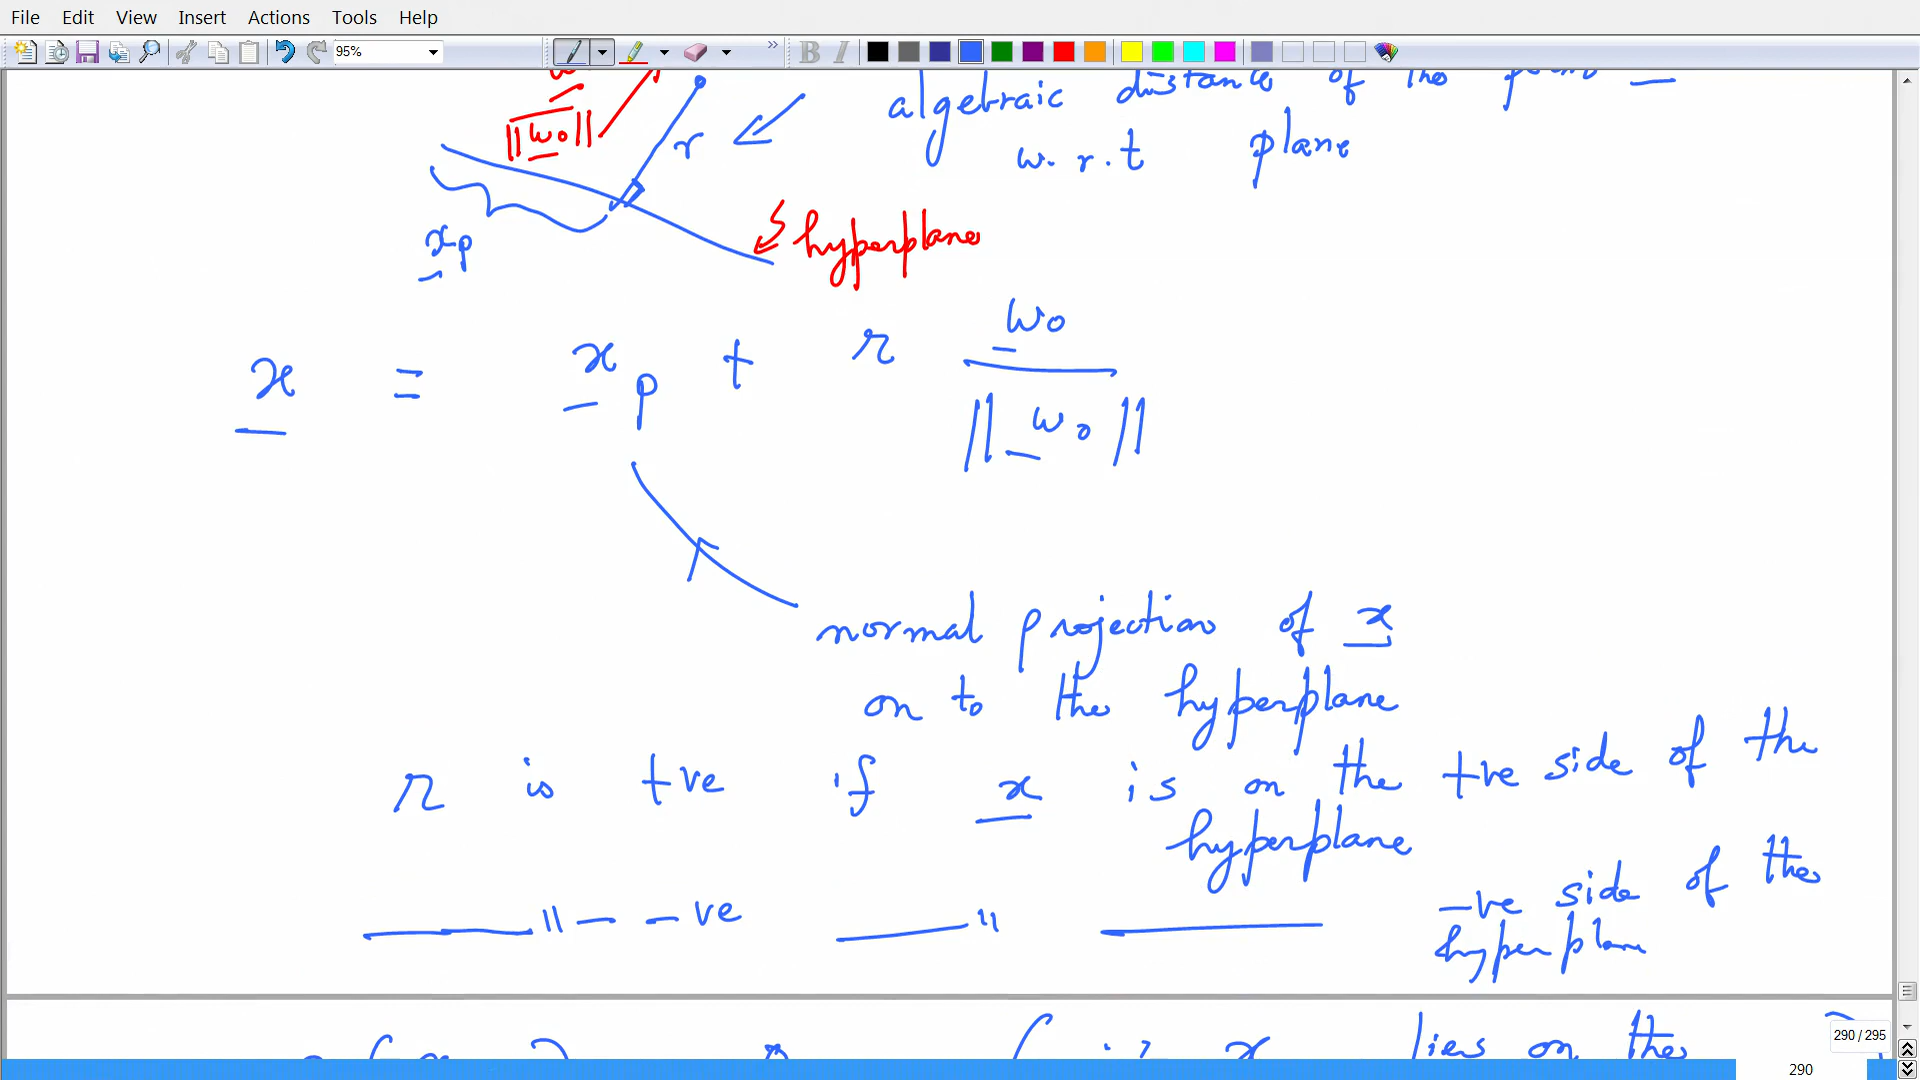 File Edit View Insert Actions Tools Help
95%
B I
algebraic distance of the point
w.r.t plane
||w₀||
r
x_p
hyperplane
x = x_p + r w₀ / ||w₀||
normal projection of x
on to the hyperplane
r is +ve if x is on the +ve side of the
hyperplane
——"— -ve ——" —— -ve side of the
hyperplane
lies on the
290 / 295
290